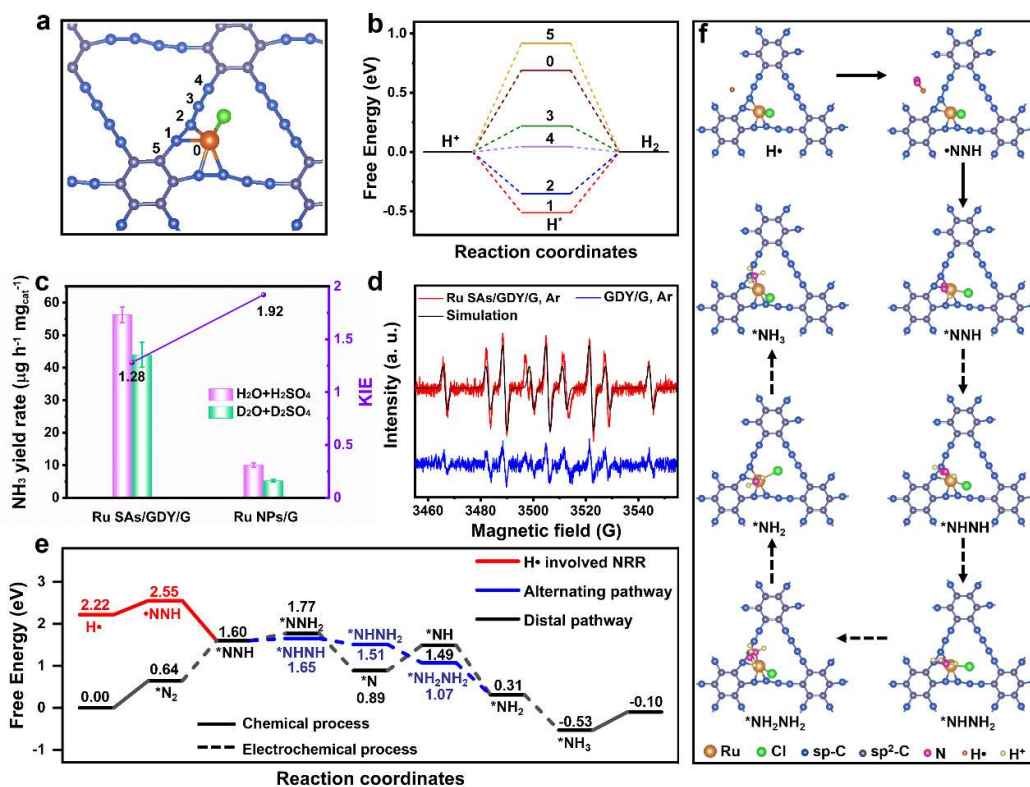 a
4
3
2
1
5
0
b
Free Energy (eV)
1.0
0.5
0.0
-0.5
5
0
3
4
2
1
H⁺
H₂
H*
Reaction coordinates
c
NH₃ yield rate (μg h⁻¹ mgcat⁻¹)
60
50
40
30
20
10
0
1.28
1.92
H₂O+H₂SO₄
D₂O+D₂SO₄
2
1.5
1
0.5
0
KIE
Ru SAs/GDY/G
Ru NPs/G
d
Ru SAs/GDY/G, Ar
GDY/G, Ar
Simulation
Intensity (a. u.)
3460
3480
3500
3520
3540
Magnetic field (G)
e
Free Energy (eV)
3
2
1
0
-1
2.22
H•
2.55
•NNH
0.00
0.64
*N₂
1.60
*NNH
1.77
*NNH₂
*NHNH
1.65
*NHNH₂
1.51
*N
0.89
*NH
1.49
*NH₂NH₂
1.07
0.31
*NH₂
-0.53
*NH₃
-0.10
H• involved NRR
Alternating pathway
Distal pathway
Chemical process
Electrochemical process
Reaction coordinates
f
H•
•NNH
*NH₃
*NNH
*NH₂
*NHNH
*NH₂NH₂
*NHNH₂
Ru
Cl
sp-C
sp²-C
N
H•
H⁺